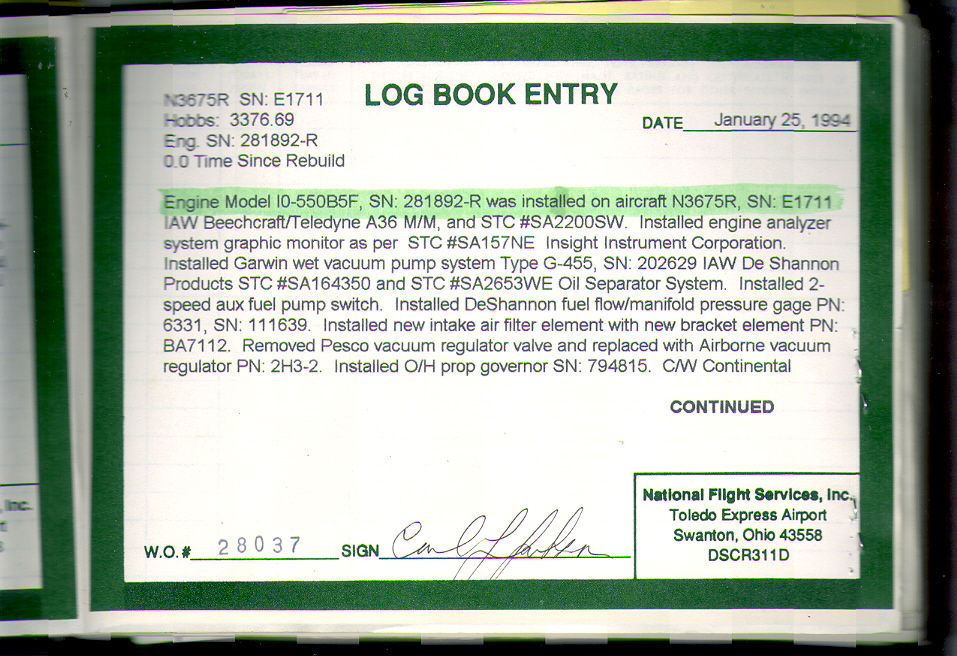 N3675R SN: E1711
Hobbs: 3376.69
Eng. SN: 281892-R
0.0 Time Since Rebuild
LOG BOOK ENTRY
DATE January 25, 1994
Engine Model I0-550B5F, SN: 281892-R was installed on aircraft N3675R, SN: E1711
IAW Beechcraft/Teledyne A36 M/M, and STC #SA2200SW. Installed engine analyzer
system graphic monitor as per STC #SA157NE Insight Instrument Corporation.
Installed Garwin wet vacuum pump system Type G-455, SN: 202629 IAW De Shannon
Products STC #SA164350 and STC #SA2653WE Oil Separator System. Installed 2-
speed aux fuel pump switch. Installed DeShannon fuel flow/manifold pressure gage PN:
6331, SN: 111639. Installed new intake air filter element with new bracket element PN:
BA7112. Removed Pesco vacuum regulator valve and replaced with Airborne vacuum
regulator PN: 2H3-2. Installed O/H prop governor SN: 794815. C/W Continental
CONTINUED
W.O.# 28037
SIGN
National Flight Services, Inc.
Toledo Express Airport
Swanton, Ohio 43558
DSCR311D
Inc.